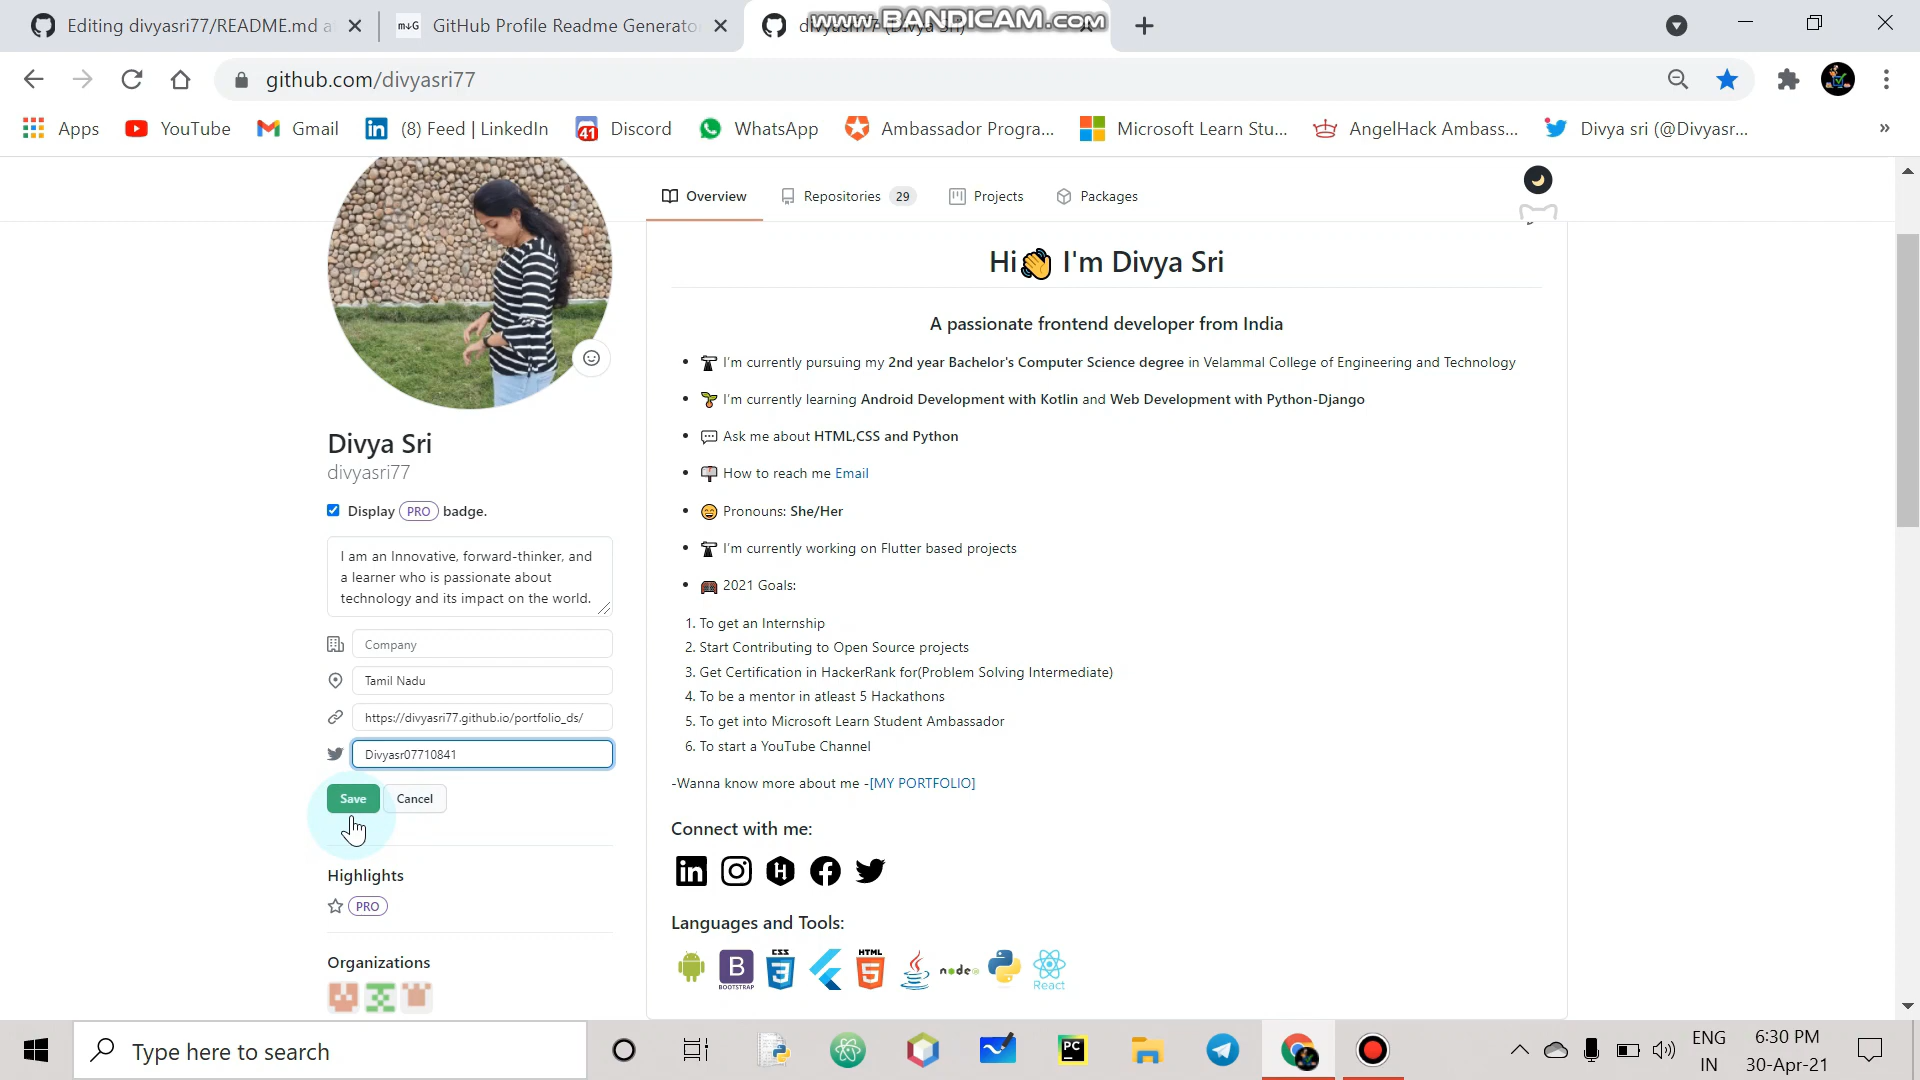 Editing divyasri77/README.md a
GitHub Profile Readme Generato
www.BANDICAM.com
github.com/divyasri77
Apps
YouTube
Gmail
(8) Feed | LinkedIn
41
Discord
WhatsApp
Ambassador Progra...
Microsoft Learn Stu...
AngelHack Ambass...
Divya sri (@Divyasr...
»
Overview
Repositories 29
Projects
Packages
Divya Sri
divyasri77
Display PRO badge.
I am an Innovative, forward-thinker, and
a learner who is passionate about
technology and its impact on the world.
Company
Tamil Nadu
https://divyasri77.github.io/portfolio_ds/
Divyasr07710841
Save
Cancel
Highlights
PRO
Organizations
Hi👋 I'm Divya Sri
A passionate frontend developer from India
I'm currently pursuing my 2nd year Bachelor's Computer Science degree in Velammal College of Engineering and Technology
I'm currently learning Android Development with Kotlin and Web Development with Python-Django
Ask me about HTML,CSS and Python
How to reach me Email
Pronouns: She/Her
I'm currently working on Flutter based projects
2021 Goals:
1. To get an Internship
2. Start Contributing to Open Source projects
3. Get Certification in HackerRank for(Problem Solving Intermediate)
4. To be a mentor in atleast 5 Hackathons
5. To get into Microsoft Learn Student Ambassador
6. To start a YouTube Channel
-Wanna know more about me -[MY PORTFOLIO]
Connect with me:
Languages and Tools:
BOOTSTRAP
CSS
3
HTML
5
node
React
Type here to search
PC
ENG
IN
6:30 PM
30-Apr-21